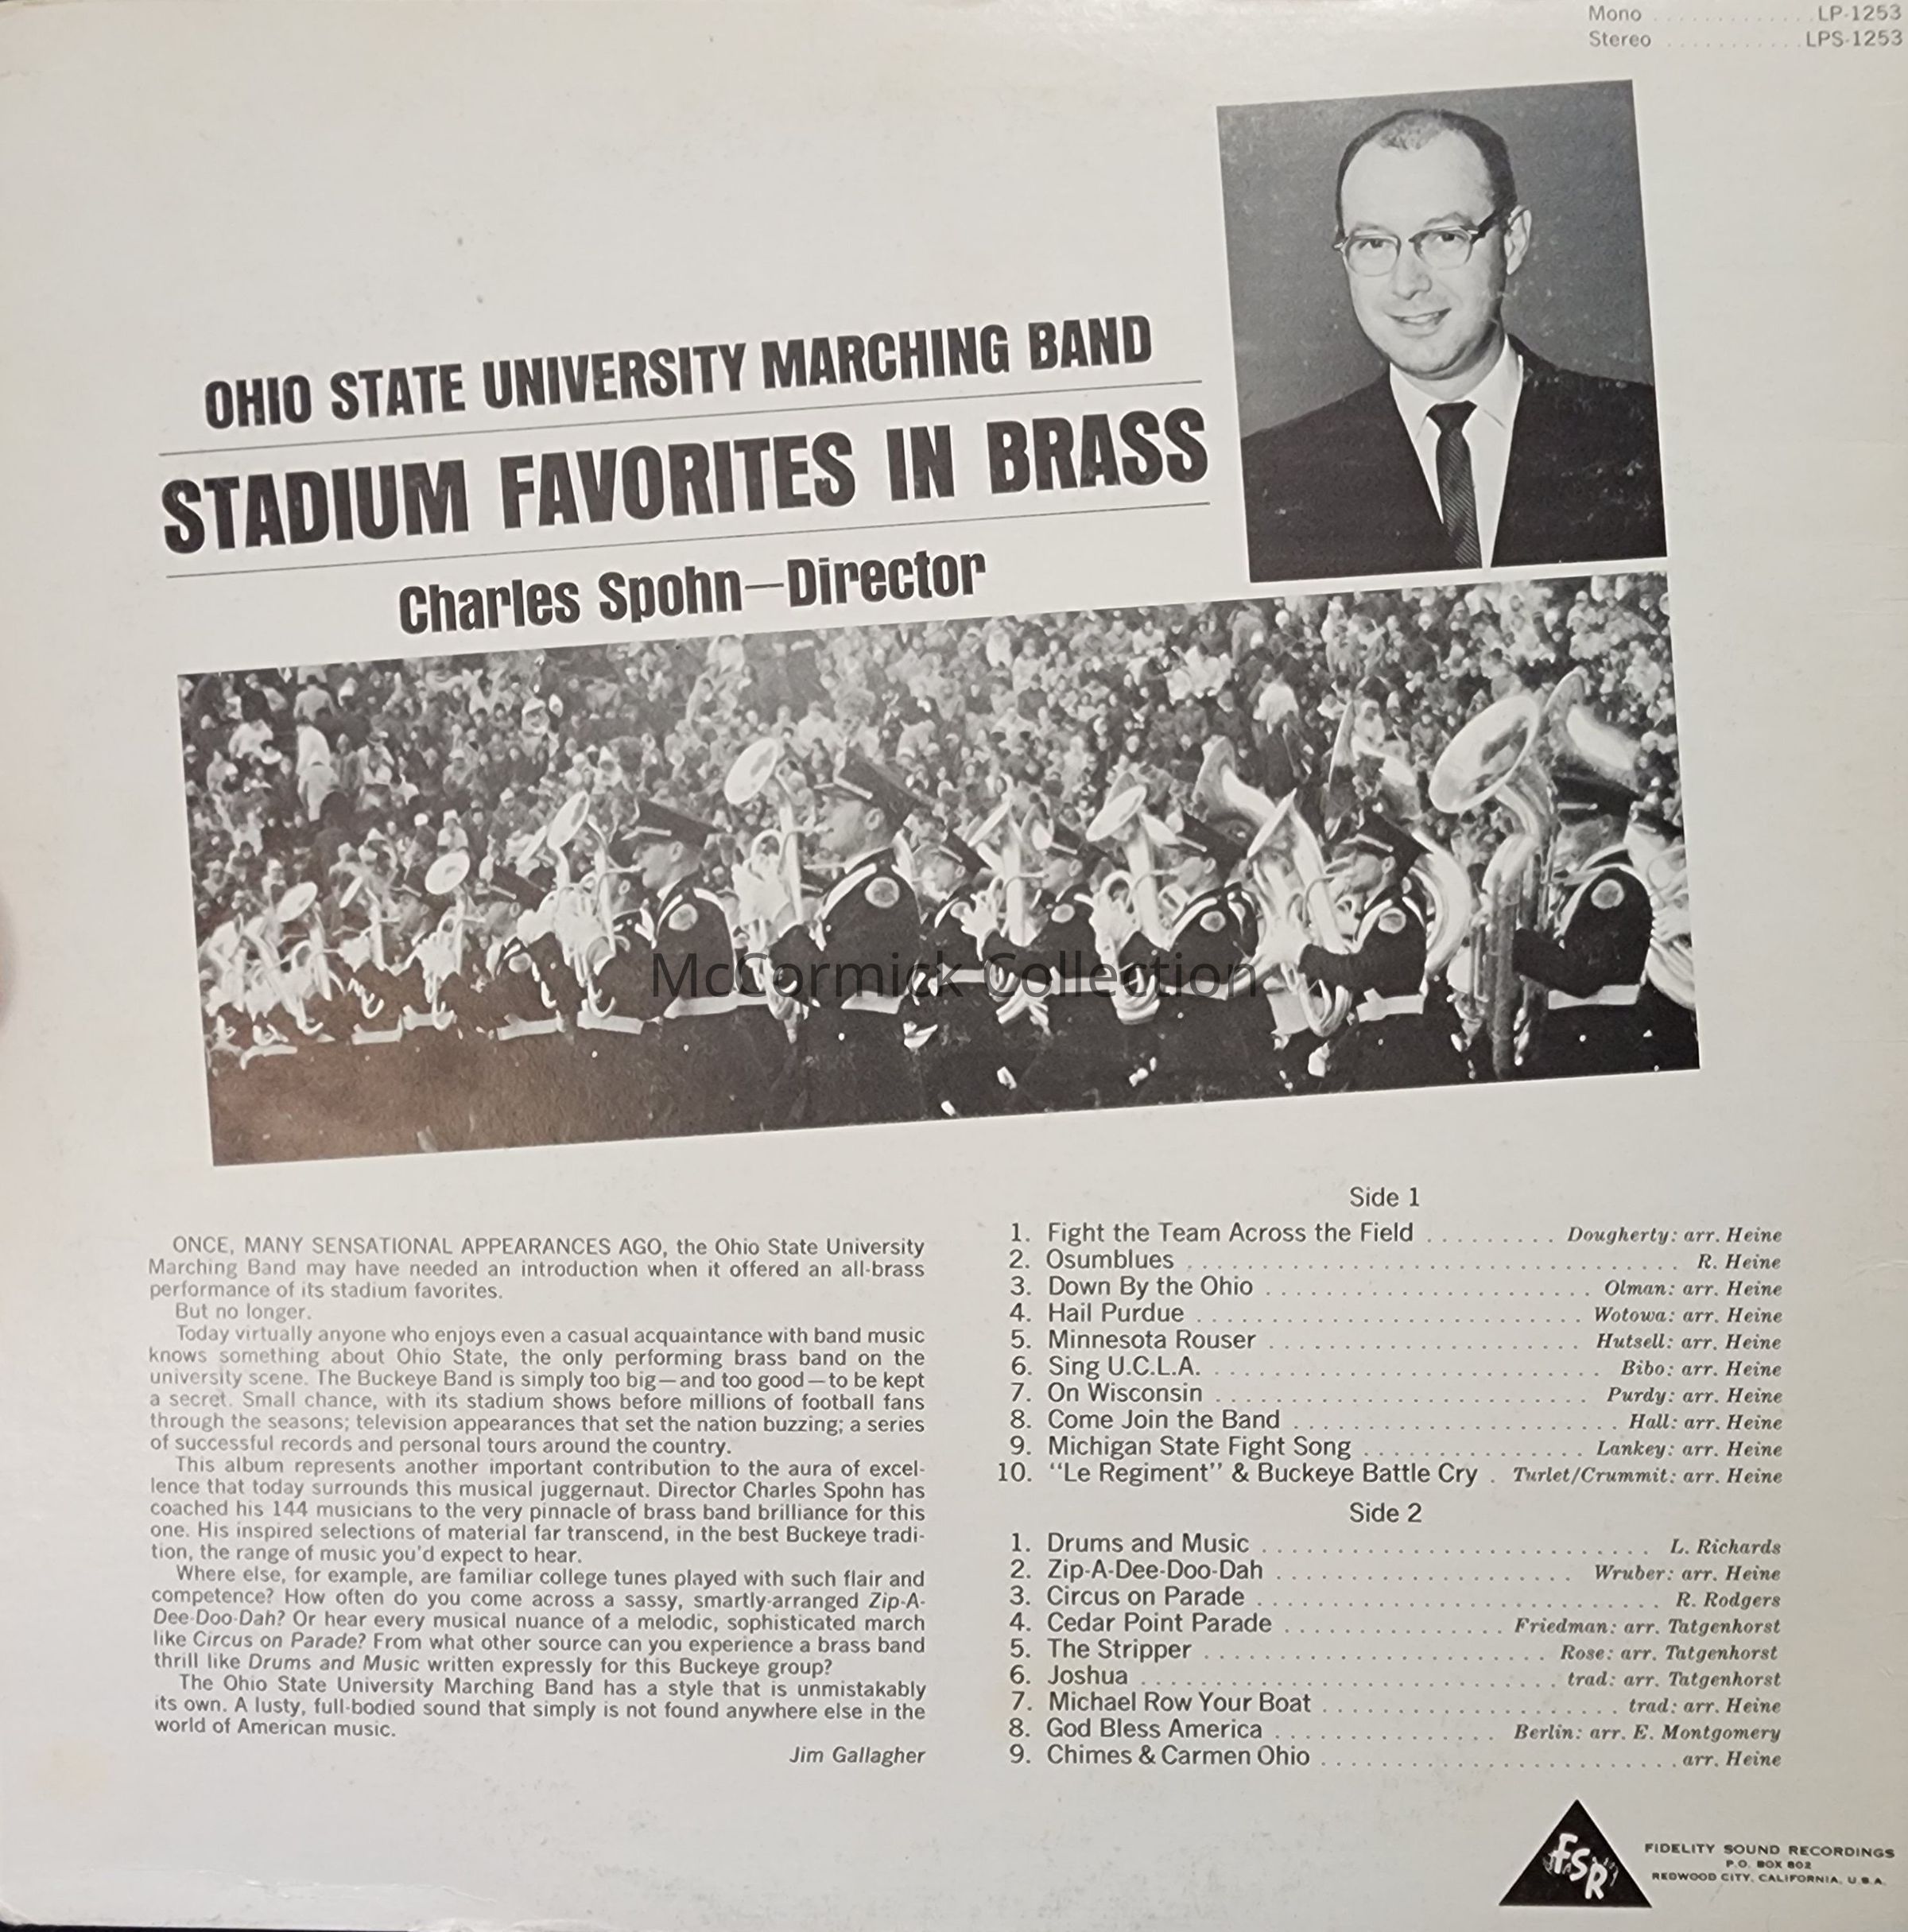 Mono . . . . . . . . . . . . . LP-1253
Stereo . . . . . . . . . . . LPS-1253
OHIO STATE UNIVERSITY MARCHING BAND
STADIUM FAVORITES IN BRASS
Charles Spohn—Director
McCormick Collection
ONCE, MANY SENSATIONAL APPEARANCES AGO, the Ohio State University
Marching Band may have needed an introduction when it offered an all-brass
performance of its stadium favorites.
But no longer.
Today virtually anyone who enjoys even a casual acquaintance with band music
knows something about Ohio State, the only performing brass band on the
university scene. The Buckeye Band is simply too big—and too good—to be kept
a secret. Small chance, with its stadium shows before millions of football fans
through the seasons; television appearances that set the nation buzzing; a series
of successful records and personal tours around the country.
This album represents another important contribution to the aura of excel-
lence that today surrounds this musical juggernaut. Director Charles Spohn has
coached his 144 musicians to the very pinnacle of brass band brilliance for this
one. His inspired selections of material far transcend, in the best Buckeye tradi-
tion, the range of music you'd expect to hear.
Where else, for example, are familiar college tunes played with such flair and
competence? How often do you come across a sassy, smartly-arranged Zip-A-
Dee-Doo-Dah? Or hear every musical nuance of a melodic, sophisticated march
like Circus on Parade? From what other source can you experience a brass band
thrill like Drums and Music written expressly for this Buckeye group?
The Ohio State University Marching Band has a style that is unmistakably
its own. A lusty, full-bodied sound that simply is not found anywhere else in the
world of American music.
Jim Gallagher
Side 1
1. Fight the Team Across the Field . . . . . . . . . Dougherty: arr. Heine
2. Osumblues . . . . . . . . . . . . . . . . . . . . R. Heine
3. Down By the Ohio . . . . . . . . . . . . . . . . Olman: arr. Heine
4. Hail Purdue . . . . . . . . . . . . . . . . . . . Wotowa: arr. Heine
5. Minnesota Rouser . . . . . . . . . . . . . . . . Hutsell: arr. Heine
6. Sing U.C.L.A. . . . . . . . . . . . . . . . . . . Bibo: arr. Heine
7. On Wisconsin . . . . . . . . . . . . . . . . . . Purdy: arr. Heine
8. Come Join the Band . . . . . . . . . . . . . . . Hall: arr. Heine
9. Michigan State Fight Song . . . . . . . . . . . . Lankey: arr. Heine
10. "Le Regiment" & Buckeye Battle Cry . Turlet/Crummit: arr. Heine
Side 2
1. Drums and Music . . . . . . . . . . . . . . . . . L. Richards
2. Zip-A-Dee-Doo-Dah . . . . . . . . . . . . . . . . Wruber: arr. Heine
3. Circus on Parade . . . . . . . . . . . . . . . . R. Rodgers
4. Cedar Point Parade . . . . . . . . . . . . . . . Friedman: arr. Tatgenhorst
5. The Stripper . . . . . . . . . . . . . . . . . . Rose: arr. Tatgenhorst
6. Joshua . . . . . . . . . . . . . . . . . . . . . trad: arr. Tatgenhorst
7. Michael Row Your Boat . . . . . . . . . . . . . . trad: arr. Heine
8. God Bless America . . . . . . . . . . . . . . . . Berlin: arr. E. Montgomery
9. Chimes & Carmen Ohio . . . . . . . . . . . . . . arr. Heine
FSR
FIDELITY SOUND RECORDINGS
P.O. BOX 802
REDWOOD CITY, CALIFORNIA, U.S.A.